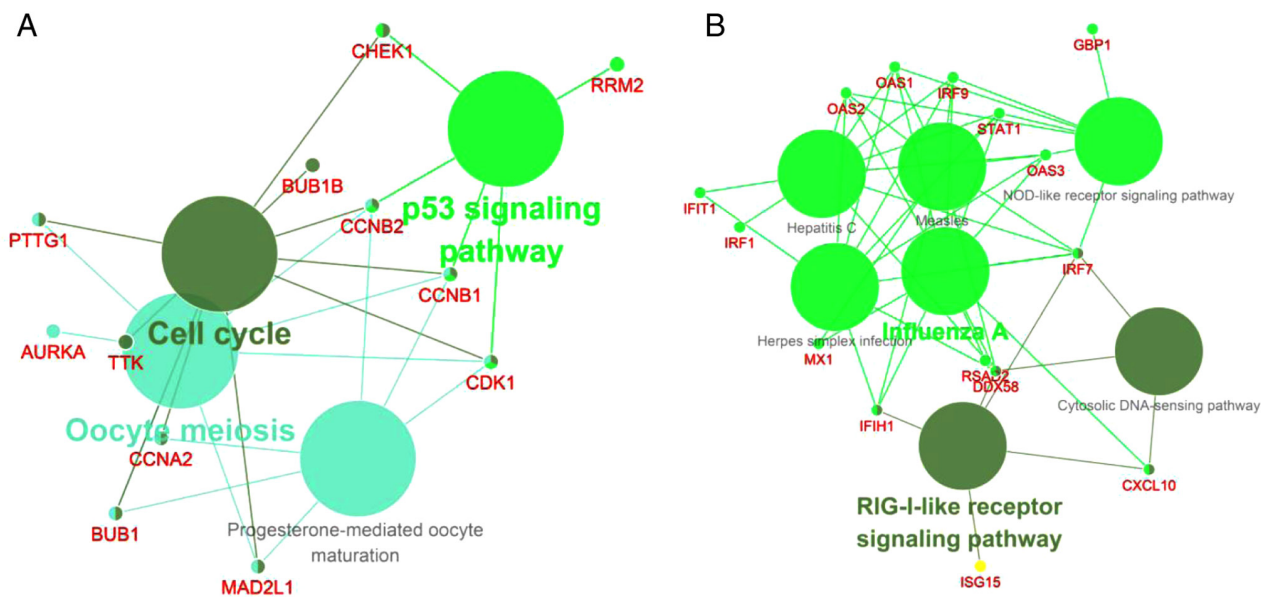 A
CHEK1
RRM2
BUB1B
CCNB2
p53 signaling
pathway
PTTG1
CCNB1
Cell cycle
AURKA
TTK
CDK1
Oocyte meiosis
CCNA2
BUB1
Progesterone-mediated oocyte
maturation
MAD2L1
B
GBP1
OAS1
IRF9
OAS2
STAT1
OAS3
NOD-like receptor signaling pathway
IFIT1
Hepatitis C
Measles
IRF1
IRF7
Influenza A
Herpes simplex infection
MX1
RSAD2
DDX58
Cytosolic DNA-sensing pathway
IFIH1
CXCL10
RIG-I-like receptor
signaling pathway
ISG15